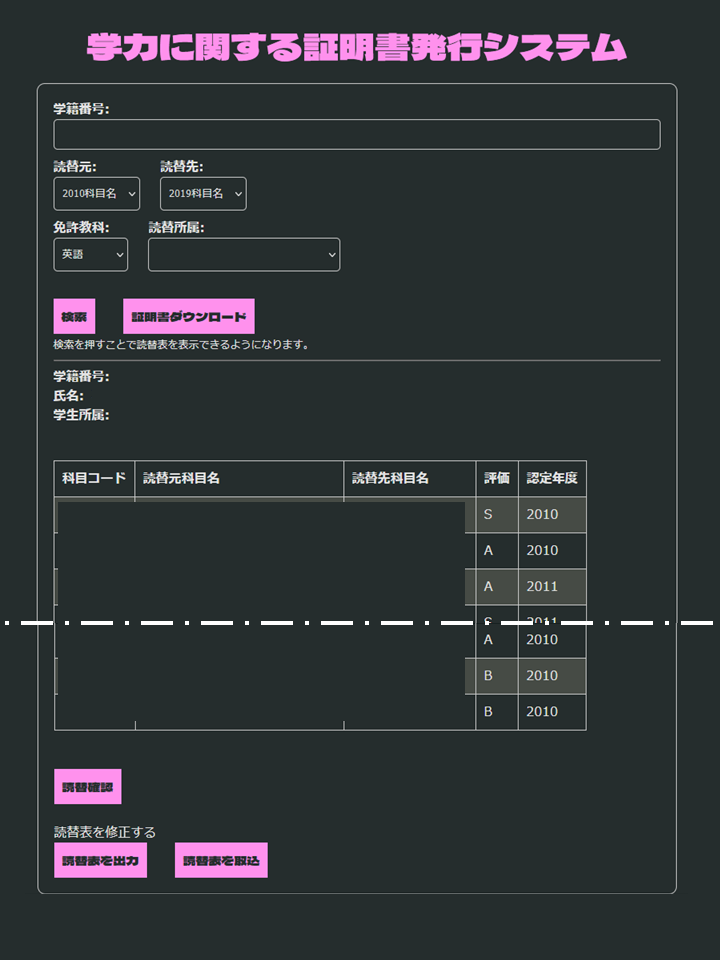 学力に関する証明書発行システム
学籍番号:
読替元: 読替先:
2010科目名 2019科目名
免許教科: 読替所属:
英語
検索 証明書ダウンロード
検索を押すことで読替表を表示できるようになります。
学籍番号:
氏名:
学生所属:
科目コード 読替元科目名 読替先科目名 評価 認定年度
S 2010
A 2010
A 2011
A 2010
B 2010
B 2010
読替確認
読替表を修正する
読替表を出力 読替表を取込